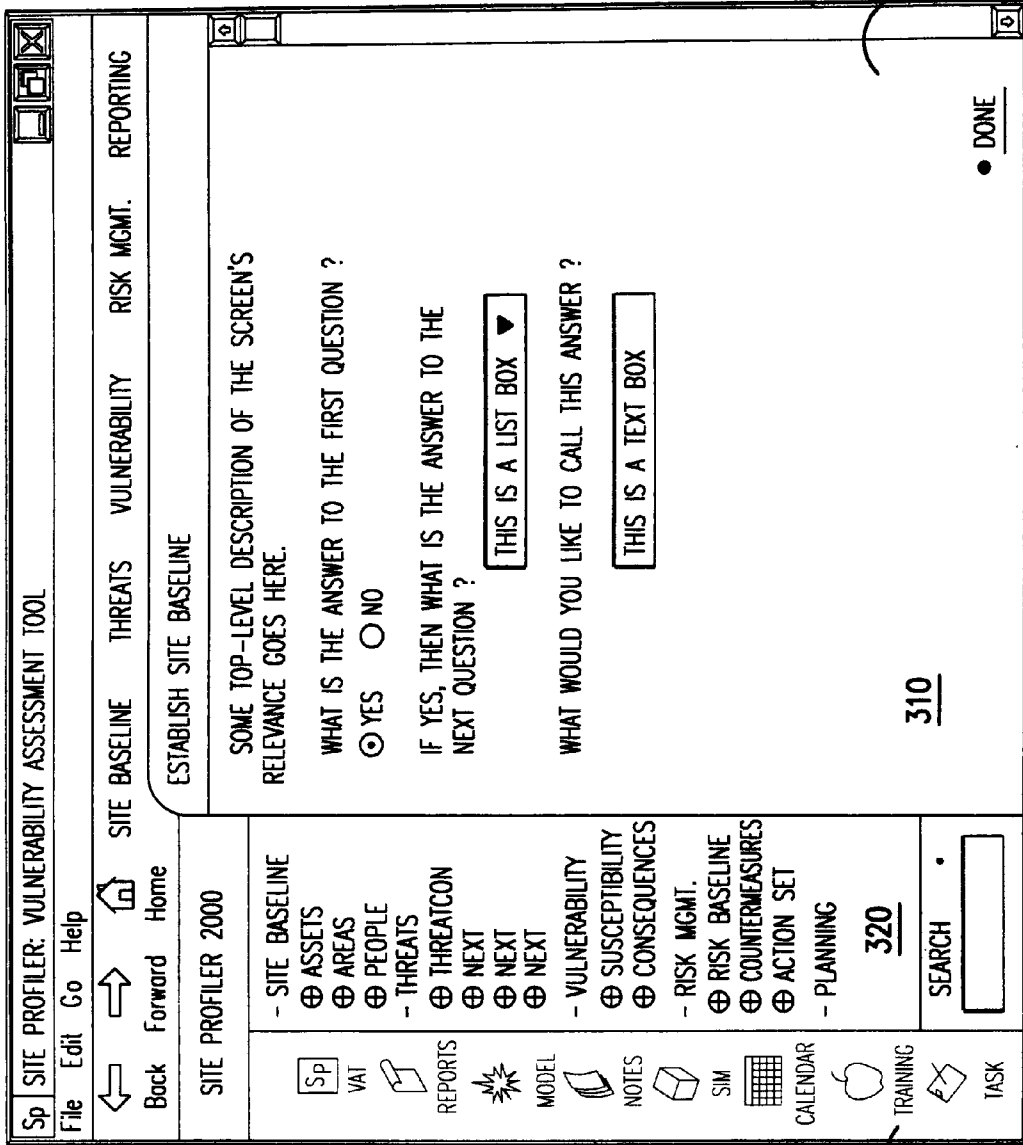 Sp SITE PROFILER: VULNERABILITY ASSESSMENT TOOL
File Edit Go Help
Back Forward Home
SITE BASELINE THREATS VULNERABILITY RISK MGMT. REPORTING
SITE PROFILER 2000
Sp
VAT
REPORTS
MODEL
NOTES
SIM
CALENDAR
TRAINING
TASK
- SITE BASELINE
⊕ ASSETS
⊕ AREAS
⊕ PEOPLE
- THREATS
⊕ THREATCON
⊕ NEXT
⊕ NEXT
⊕ NEXT
- VULNERABILITY
⊕ SUSCEPTIBILITY
⊕ CONSEQUENCES
- RISK MGMT.
⊕ RISK BASELINE
⊕ COUNTERMEASURES
⊕ ACTION SET
- PLANNING
320
SEARCH
ESTABLISH SITE BASELINE
SOME TOP-LEVEL DESCRIPTION OF THE SCREEN'S
RELEVANCE GOES HERE.
WHAT IS THE ANSWER TO THE FIRST QUESTION ?
YES NO
IF YES, THEN WHAT IS THE ANSWER TO THE
NEXT QUESTION ?
THIS IS A LIST BOX
WHAT WOULD YOU LIKE TO CALL THIS ANSWER ?
THIS IS A TEXT BOX
310
• DONE